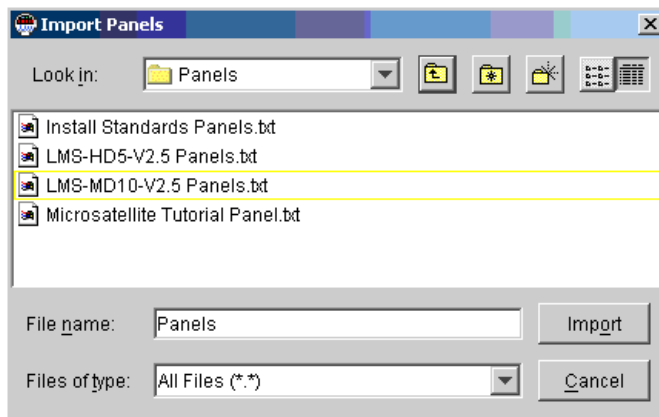 Import Panels
Look in: Panels
Install Standards Panels.txt
LMS-HD5-V2.5 Panels.txt
LMS-MD10-V2.5 Panels.txt
Microsatellite Tutorial Panel.txt
File name: Panels Import
Files of type: All Files (*.*) Cancel